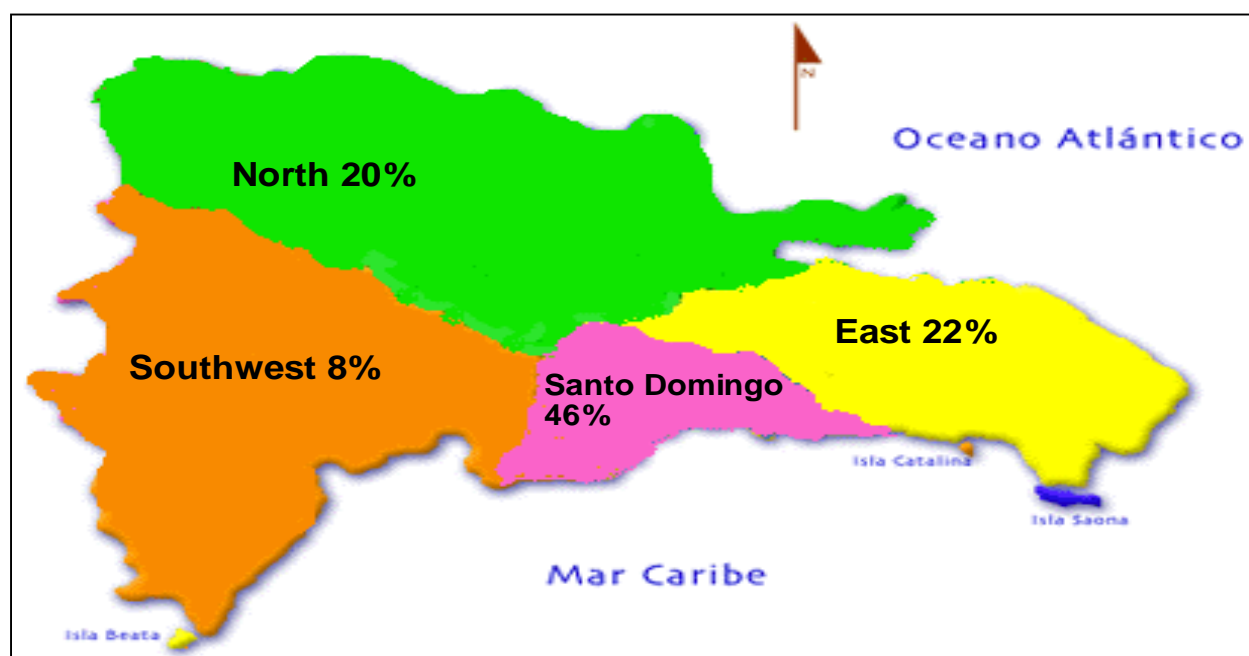 N
Oceano Atlántico
North 20%
East 22%
Southwest 8%
Santo Domingo
46%
Isla Catalina
Isla Saona
Mar Caribe
Isla Beata